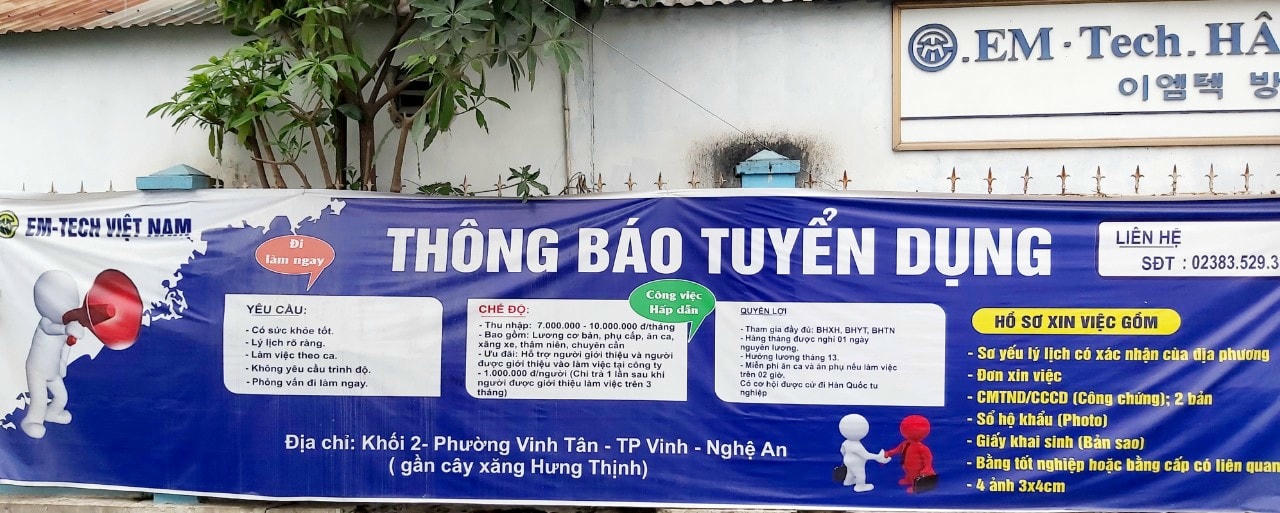 .EM·Tech.HÂ
이엠텍 방
EM-TECH VIỆT NAM
Đi
làm ngay
THÔNG BÁO TUYỂN DỤNG
LIÊN HỆ
SĐT : 02383.529.3
YÊU CẦU:
- Có sức khỏe tốt.
- Lý lịch rõ ràng.
- Làm việc theo ca.
- Không yêu cầu trình độ.
- Phỏng vấn đi làm ngay.
CHẾ ĐỘ:
- Thu nhập: 7.000.000 - 10.000.000 đ/tháng
- Bao gồm: Lương cơ bản, phụ cấp, ăn ca,
xăng xe, thâm niên, chuyên cần
- Ưu đãi: Hỗ trợ người giới thiệu và người
được giới thiệu vào làm việc tại công ty
- 1.000.000 đ/người (Chi trả 1 lần sau khi
người được giới thiệu làm việc trên 3
tháng)
Công việc
Hấp dẫn
QUYỀN LỢI
- Tham gia đầy đủ: BHXH, BHYT, BHTN
- Hàng tháng được nghỉ 01 ngày
nguyên lương.
- Hưởng lương tháng 13.
- Miễn phí ăn ca và ăn phụ nếu làm việc
trên 02 giờ.
Có cơ hội được cử đi Hàn Quốc tu
nghiệp
HỒ SƠ XIN VIỆC GỒM
- Sơ yếu lý lịch có xác nhận của địa phương
- Đơn xin việc
- CMTND/CCCD (Công chứng); 2 bản
- Sổ hộ khẩu (Photo)
- Giấy khai sinh (Bản sao)
- Bằng tốt nghiệp hoặc bằng cấp có liên quan
- 4 ảnh 3x4cm
Địa chỉ: Khối 2- Phường Vinh Tân - TP Vinh - Nghệ An
( gần cây xăng Hưng Thịnh)